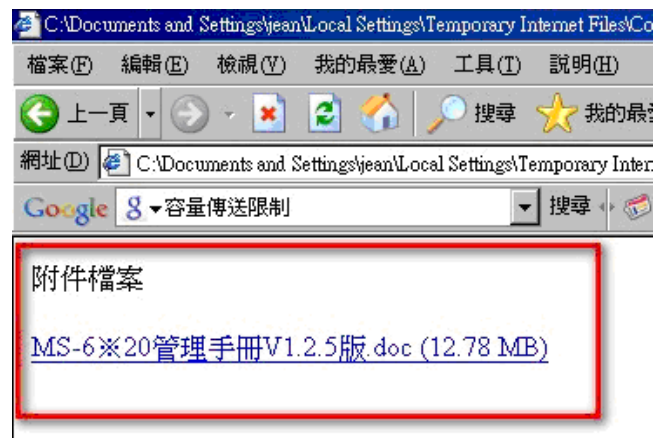 C:\Documents and Settings\jean\Local Settings\Temporary Internet Files\Co
檔案(F) 編輯(E) 檢視(V) 我的最愛(A) 工具(T) 說明(H)
上一頁 搜尋 我的最
網址(D) C:\Documents and Settings\jean\Local Settings\Temporary Inter
Google 容量傳送限制 搜尋
附件檔案
MS-6※20管理手冊V1.2.5版.doc (12.78 MB)